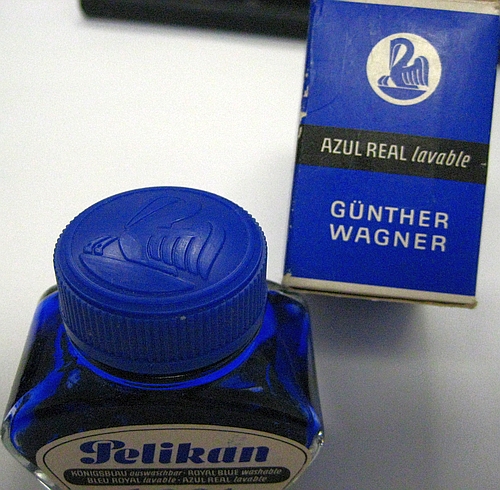 AZUL REAL lavable
GÜNTHER
WAGNER
Pelikan
KÖNIGSBLAU auswaschbar · ROYAL BLUE washable
BLEU ROYAL lavable · AZUL REAL lavable